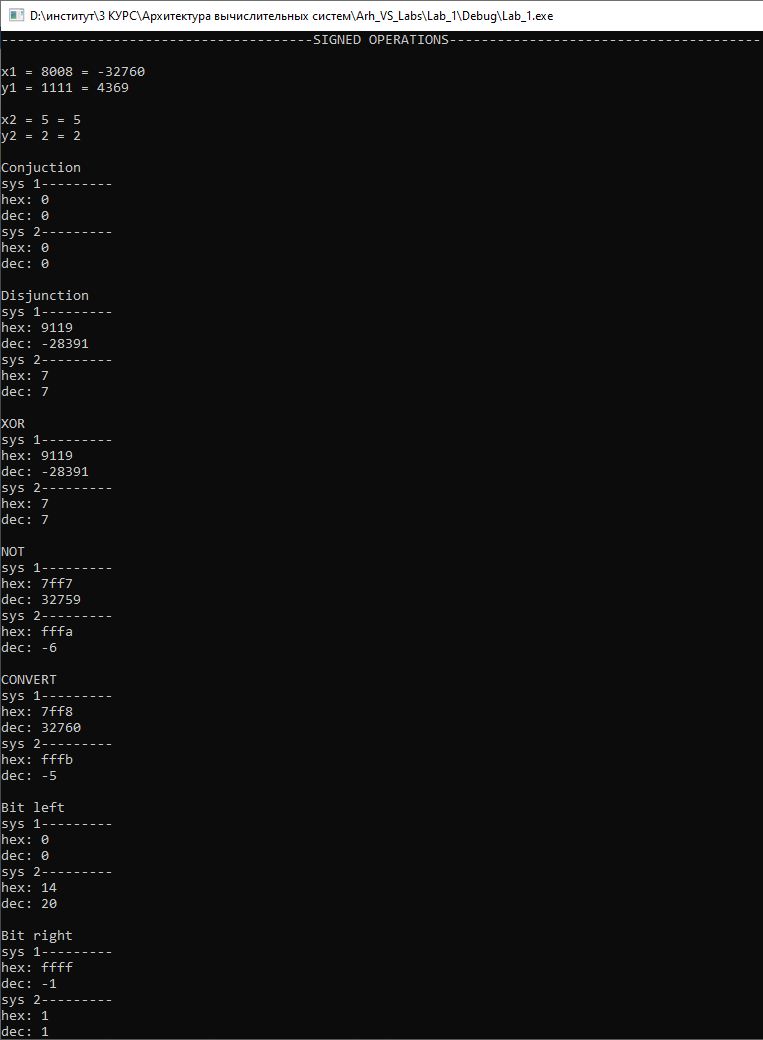 D:\институт\3 КУРС\Архитектура вычислительных систем\Arh_VS_Labs\Lab_1\Debug\Lab_1.exe
---------------------------------------SIGNED OPERATIONS---------------------------------------
x1 = 8008 = -32760
y1 = 1111 = 4369
x2 = 5 = 5
y2 = 2 = 2
Conjuction
sys 1---------
hex: 0
dec: 0
sys 2---------
hex: 0
dec: 0
Disjunction
sys 1---------
hex: 9119
dec: -28391
sys 2---------
hex: 7
dec: 7
XOR
sys 1---------
hex: 9119
dec: -28391
sys 2---------
hex: 7
dec: 7
NOT
sys 1---------
hex: 7ff7
dec: 32759
sys 2---------
hex: fffa
dec: -6
CONVERT
sys 1---------
hex: 7ff8
dec: 32760
sys 2---------
hex: fffb
dec: -5
Bit left
sys 1---------
hex: 0
dec: 0
sys 2---------
hex: 14
dec: 20
Bit right
sys 1---------
hex: ffff
dec: -1
sys 2---------
hex: 1
dec: 1